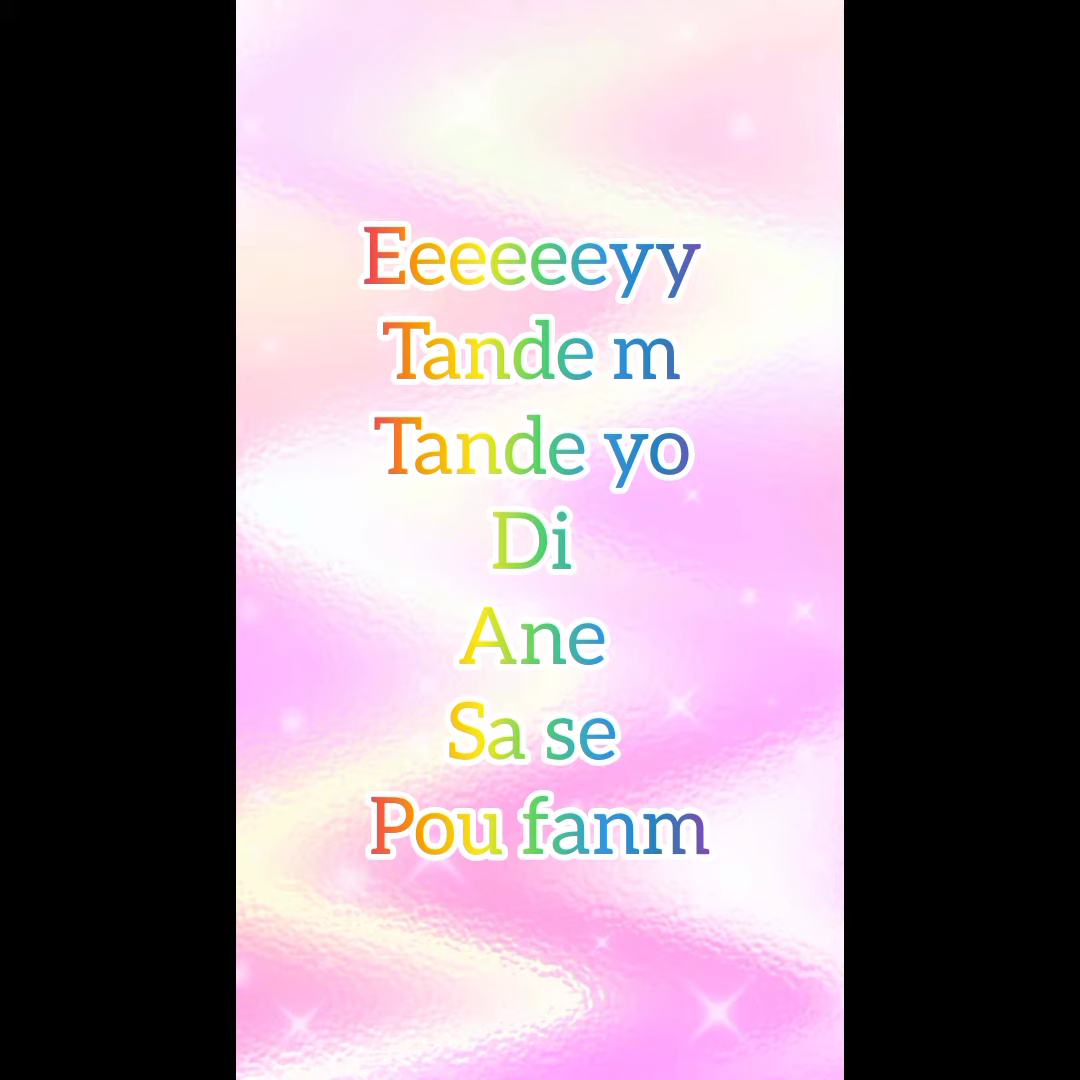 Eeeeeeyy
Tande m
Tande yo
Di
Ane
Sa se
Pou fanm